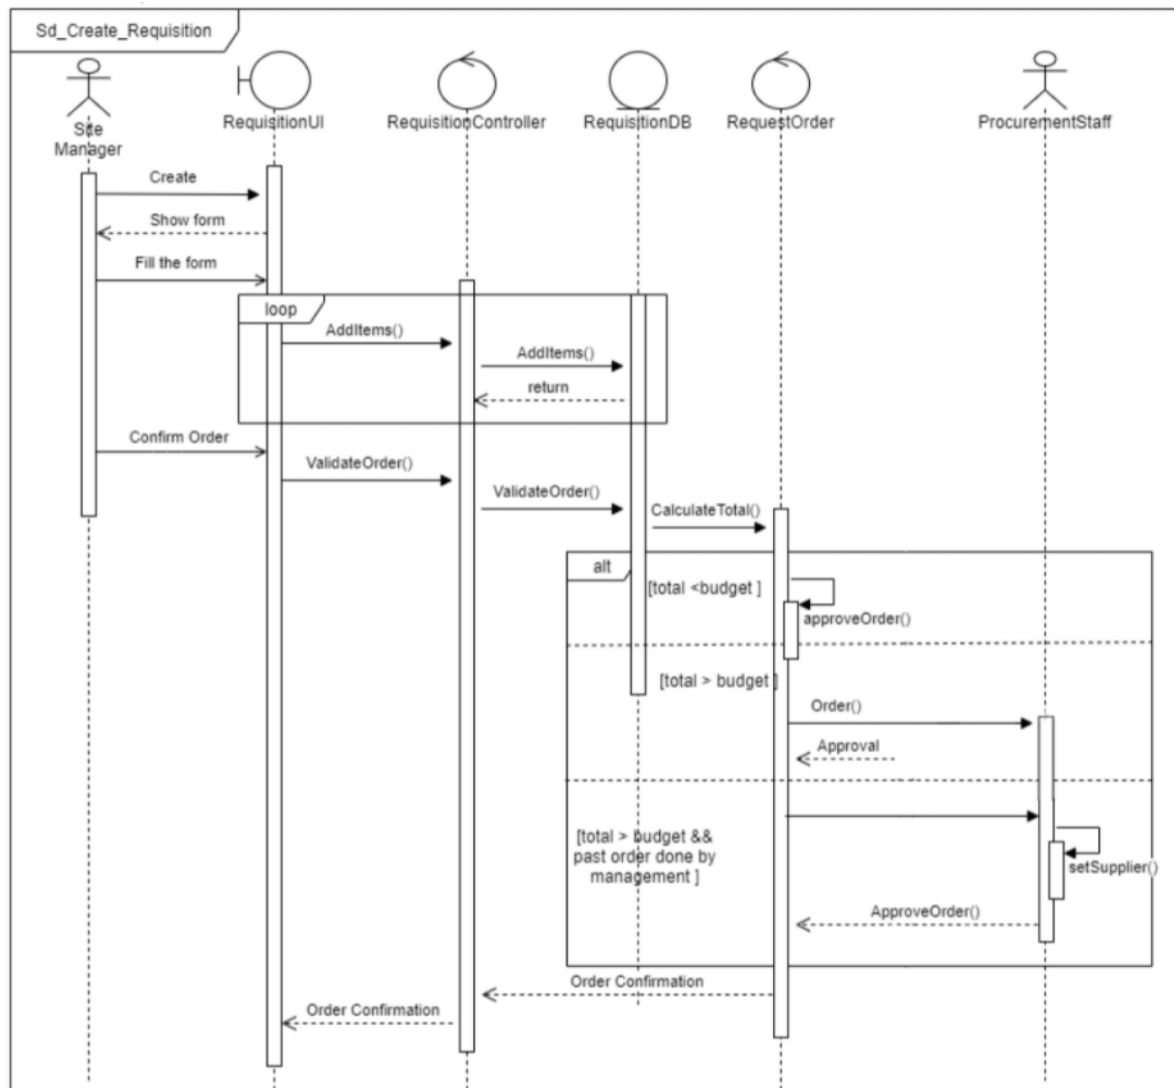 Sd_Create_Requisition
Site
Manager
RequisitionUI
RequisitionController
RequisitionDB
RequestOrder
ProcurementStaff
Create
Show form
Fill the form
loop
AddItems()
AddItems()
return
Confirm Order
ValidateOrder()
ValidateOrder()
CalculateTotal()
alt
[total <budget ]
approveOrder()
[total > budget ]
Order()
Approval
[total > budget &&
past order done by
management ]
setSupplier()
ApproveOrder()
Order Confirmation
Order Confirmation